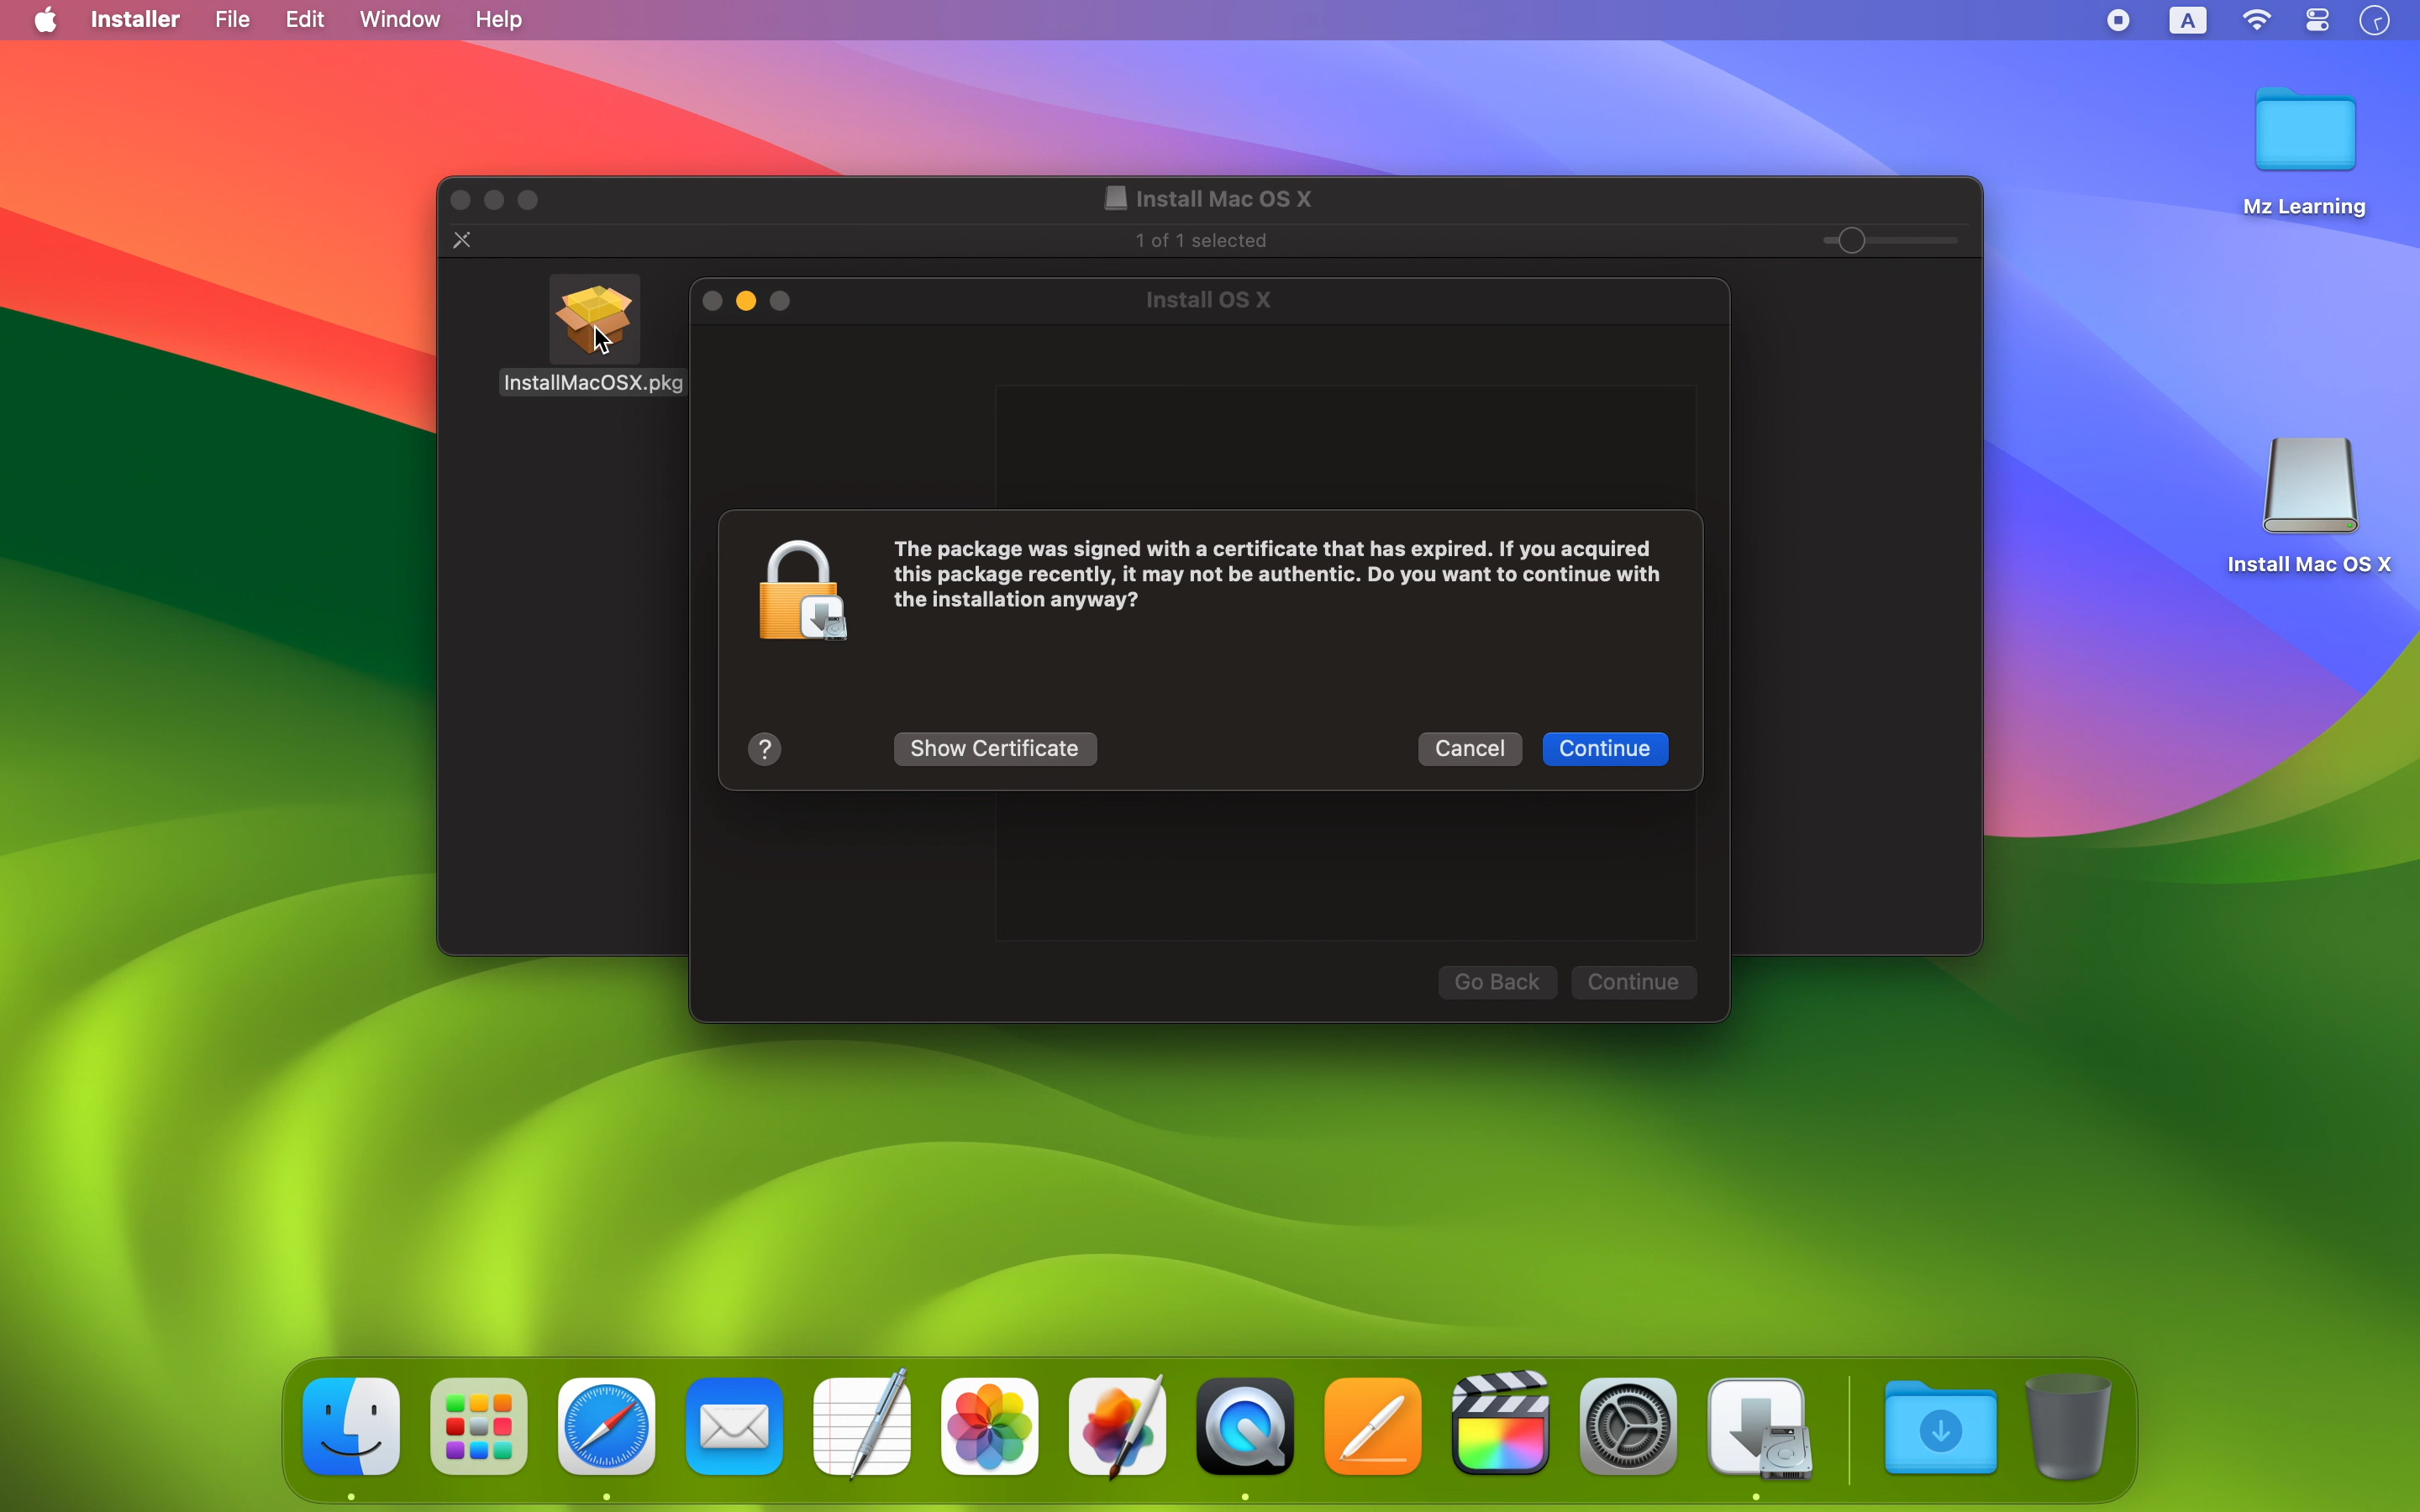 Installer File Edit Window Help
A
Mz Learning
Install Mac OS X
1 of 1 selected
InstallMacOSX.pkg
Install OS X
The package was signed with a certificate that has expired. If you acquired
this package recently, it may not be authentic. Do you want to continue with
the installation anyway?
? Show Certificate Cancel Continue
Go Back Continue
Install Mac OS X